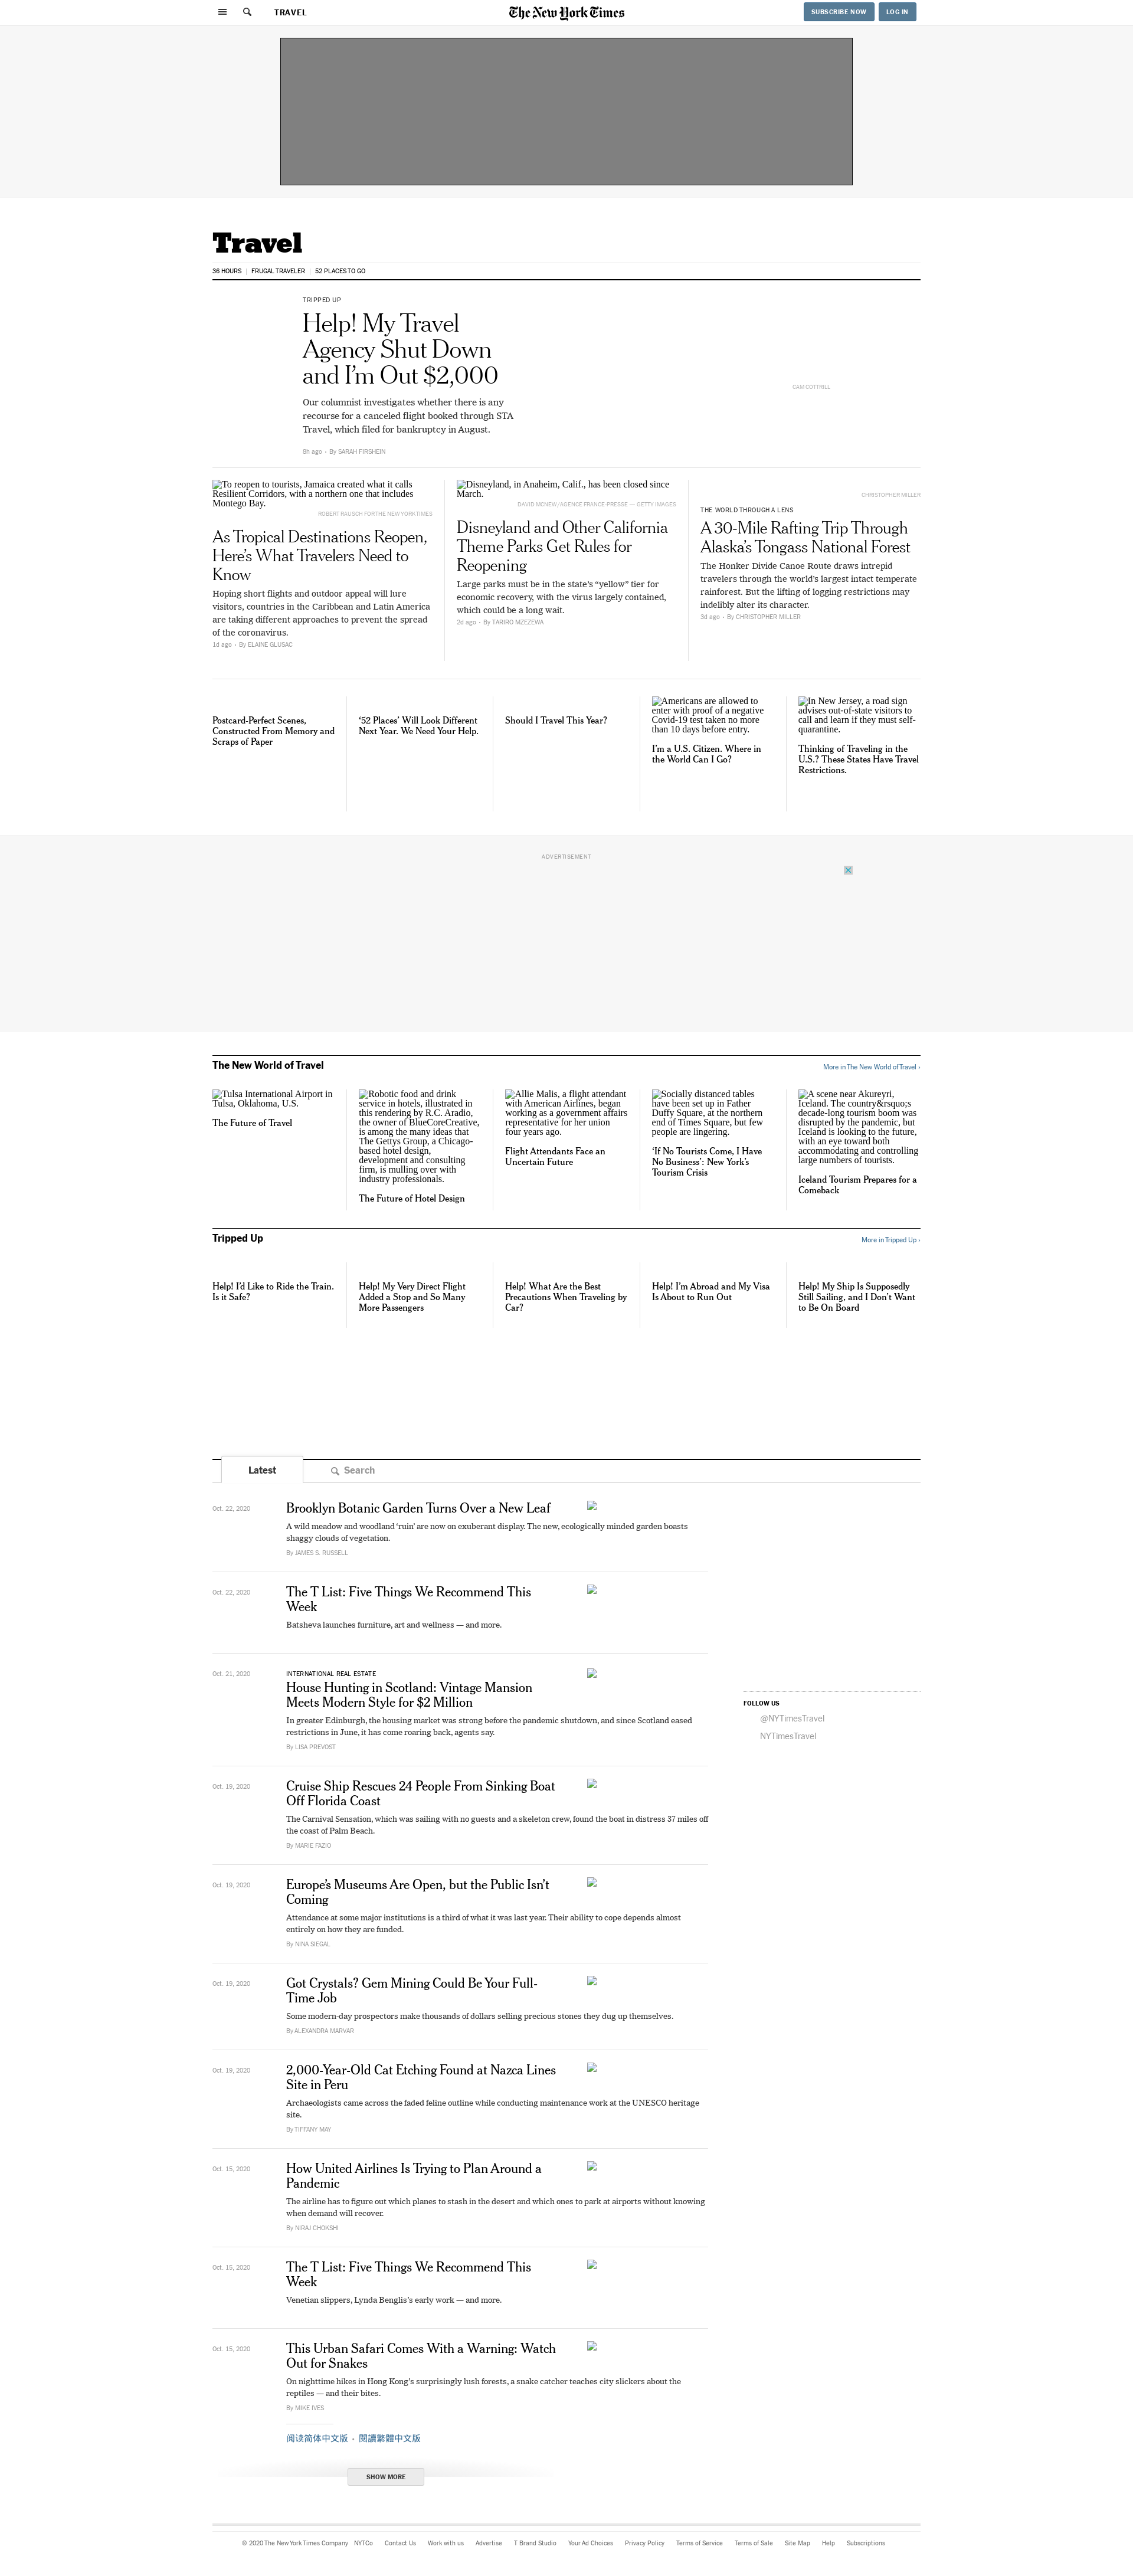 TRAVEL
The New York Times
SUBSCRIBE NOW
LOG IN
Travel
36 HOURS
FRUGAL TRAVELER
52 PLACES TO GO
TRIPPED UP
Help! My Travel
Agency Shut Down
and I’m Out $2,000
CAM COTTRILL
Our columnist investigates whether there is any
recourse for a canceled flight booked through STA
Travel, which filed for bankruptcy in August.
8h ago • By SARAH FIRSHEIN
To reopen to tourists, Jamaica created what it calls
Resilient Corridors, with a northern one that includes
Montego Bay.
ROBERT RAUSCH FOR THE NEW YORK TIMES
As Tropical Destinations Reopen,
Here’s What Travelers Need to
Know
Hoping short flights and outdoor appeal will lure
visitors, countries in the Caribbean and Latin America
are taking different approaches to prevent the spread
of the coronavirus.
1d ago • By ELAINE GLUSAC
Disneyland, in Anaheim, Calif., has been closed since
March.
DAVID MCNEW/AGENCE FRANCE-PRESSE — GETTY IMAGES
Disneyland and Other California
Theme Parks Get Rules for
Reopening
Large parks must be in the state’s “yellow” tier for
economic recovery, with the virus largely contained,
which could be a long wait.
2d ago • By TARIRO MZEZEWA
CHRISTOPHER MILLER
THE WORLD THROUGH A LENS
A 30-Mile Rafting Trip Through
Alaska’s Tongass National Forest
The Honker Divide Canoe Route draws intrepid
travelers through the world’s largest intact temperate
rainforest. But the lifting of logging restrictions may
indelibly alter its character.
3d ago • By CHRISTOPHER MILLER
Postcard-Perfect Scenes,
Constructed From Memory and
Scraps of Paper
‘52 Places’ Will Look Different
Next Year. We Need Your Help.
Should I Travel This Year?
Americans are allowed to
enter with proof of a negative
Covid-19 test taken no more
than 10 days before entry.
I’m a U.S. Citizen. Where in
the World Can I Go?
In New Jersey, a road sign
advises out-of-state visitors to
call and learn if they must self-
quarantine.
Thinking of Traveling in the
U.S.? These States Have Travel
Restrictions.
ADVERTISEMENT
The New World of Travel
More in The New World of Travel ›
Tulsa International Airport in
Tulsa, Oklahoma, U.S.
The Future of Travel
Robotic food and drink
service in hotels, illustrated in
this rendering by R.C. Aradio,
the owner of BlueCoreCreative,
is among the many ideas that
The Gettys Group, a Chicago-
based hotel design,
development and consulting
firm, is mulling over with
industry professionals.
The Future of Hotel Design
Allie Malis, a flight attendant
with American Airlines, began
working as a government affairs
representative for her union
four years ago.
Flight Attendants Face an
Uncertain Future
Socially distanced tables
have been set up in Father
Duffy Square, at the northern
end of Times Square, but few
people are lingering.
‘If No Tourists Come, I Have
No Business’: New York’s
Tourism Crisis
A scene near Akureyri,
Iceland. The country&rsquo;s
decade-long tourism boom was
disrupted by the pandemic, but
Iceland is looking to the future,
with an eye toward both
accommodating and controlling
large numbers of tourists.
Iceland Tourism Prepares for a
Comeback
Tripped Up
More in Tripped Up ›
Help! I’d Like to Ride the Train.
Is it Safe?
Help! My Very Direct Flight
Added a Stop and So Many
More Passengers
Help! What Are the Best
Precautions When Traveling by
Car?
Help! I’m Abroad and My Visa
Is About to Run Out
Help! My Ship Is Supposedly
Still Sailing, and I Don’t Want
to Be On Board
Latest
Search
Oct. 22, 2020
Brooklyn Botanic Garden Turns Over a New Leaf
A wild meadow and woodland ‘ruin’ are now on exuberant display. The new, ecologically minded garden boasts
shaggy clouds of vegetation.
By JAMES S. RUSSELL
Oct. 22, 2020
The T List: Five Things We Recommend This
Week
Batsheva launches furniture, art and wellness — and more.
Oct. 21, 2020
INTERNATIONAL REAL ESTATE
House Hunting in Scotland: Vintage Mansion
Meets Modern Style for $2 Million
In greater Edinburgh, the housing market was strong before the pandemic shutdown, and since Scotland eased
restrictions in June, it has come roaring back, agents say.
By LISA PREVOST
FOLLOW US
@NYTimesTravel
NYTimesTravel
Oct. 19, 2020
Cruise Ship Rescues 24 People From Sinking Boat
Off Florida Coast
The Carnival Sensation, which was sailing with no guests and a skeleton crew, found the boat in distress 37 miles off
the coast of Palm Beach.
By MARIE FAZIO
Oct. 19, 2020
Europe’s Museums Are Open, but the Public Isn’t
Coming
Attendance at some major institutions is a third of what it was last year. Their ability to cope depends almost
entirely on how they are funded.
By NINA SIEGAL
Oct. 19, 2020
Got Crystals? Gem Mining Could Be Your Full-
Time Job
Some modern-day prospectors make thousands of dollars selling precious stones they dug up themselves.
By ALEXANDRA MARVAR
Oct. 19, 2020
2,000-Year-Old Cat Etching Found at Nazca Lines
Site in Peru
Archaeologists came across the faded feline outline while conducting maintenance work at the UNESCO heritage
site.
By TIFFANY MAY
Oct. 15, 2020
How United Airlines Is Trying to Plan Around a
Pandemic
The airline has to figure out which planes to stash in the desert and which ones to park at airports without knowing
when demand will recover.
By NIRAJ CHOKSHI
Oct. 15, 2020
The T List: Five Things We Recommend This
Week
Venetian slippers, Lynda Benglis’s early work — and more.
Oct. 15, 2020
This Urban Safari Comes With a Warning: Watch
Out for Snakes
On nighttime hikes in Hong Kong’s surprisingly lush forests, a snake catcher teaches city slickers about the
reptiles — and their bites.
By MIKE IVES
阅读简体中文版 • 閱讀繁體中文版
SHOW MORE
© 2020 The New York Times Company NYTCo Contact Us Work with us Advertise T Brand Studio Your Ad Choices Privacy Policy Terms of Service Terms of Sale Site Map Help Subscriptions